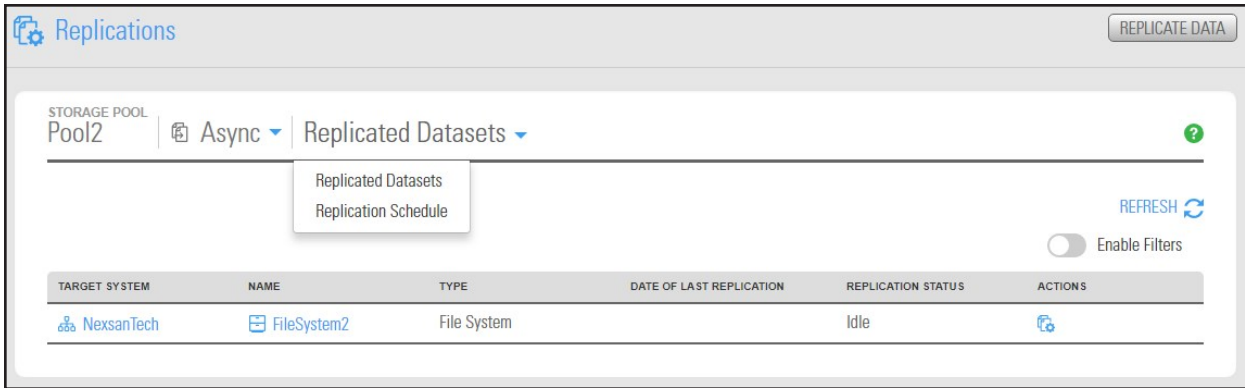 Replications
REPLICATE DATA
STORAGE POOL
Pool2
Async
Replicated Datasets
?
Replicated Datasets
Replication Schedule
REFRESH
Enable Filters
TARGET SYSTEM NAME TYPE DATE OF LAST REPLICATION REPLICATION STATUS ACTIONS
NexsanTech FileSystem2 File System Idle